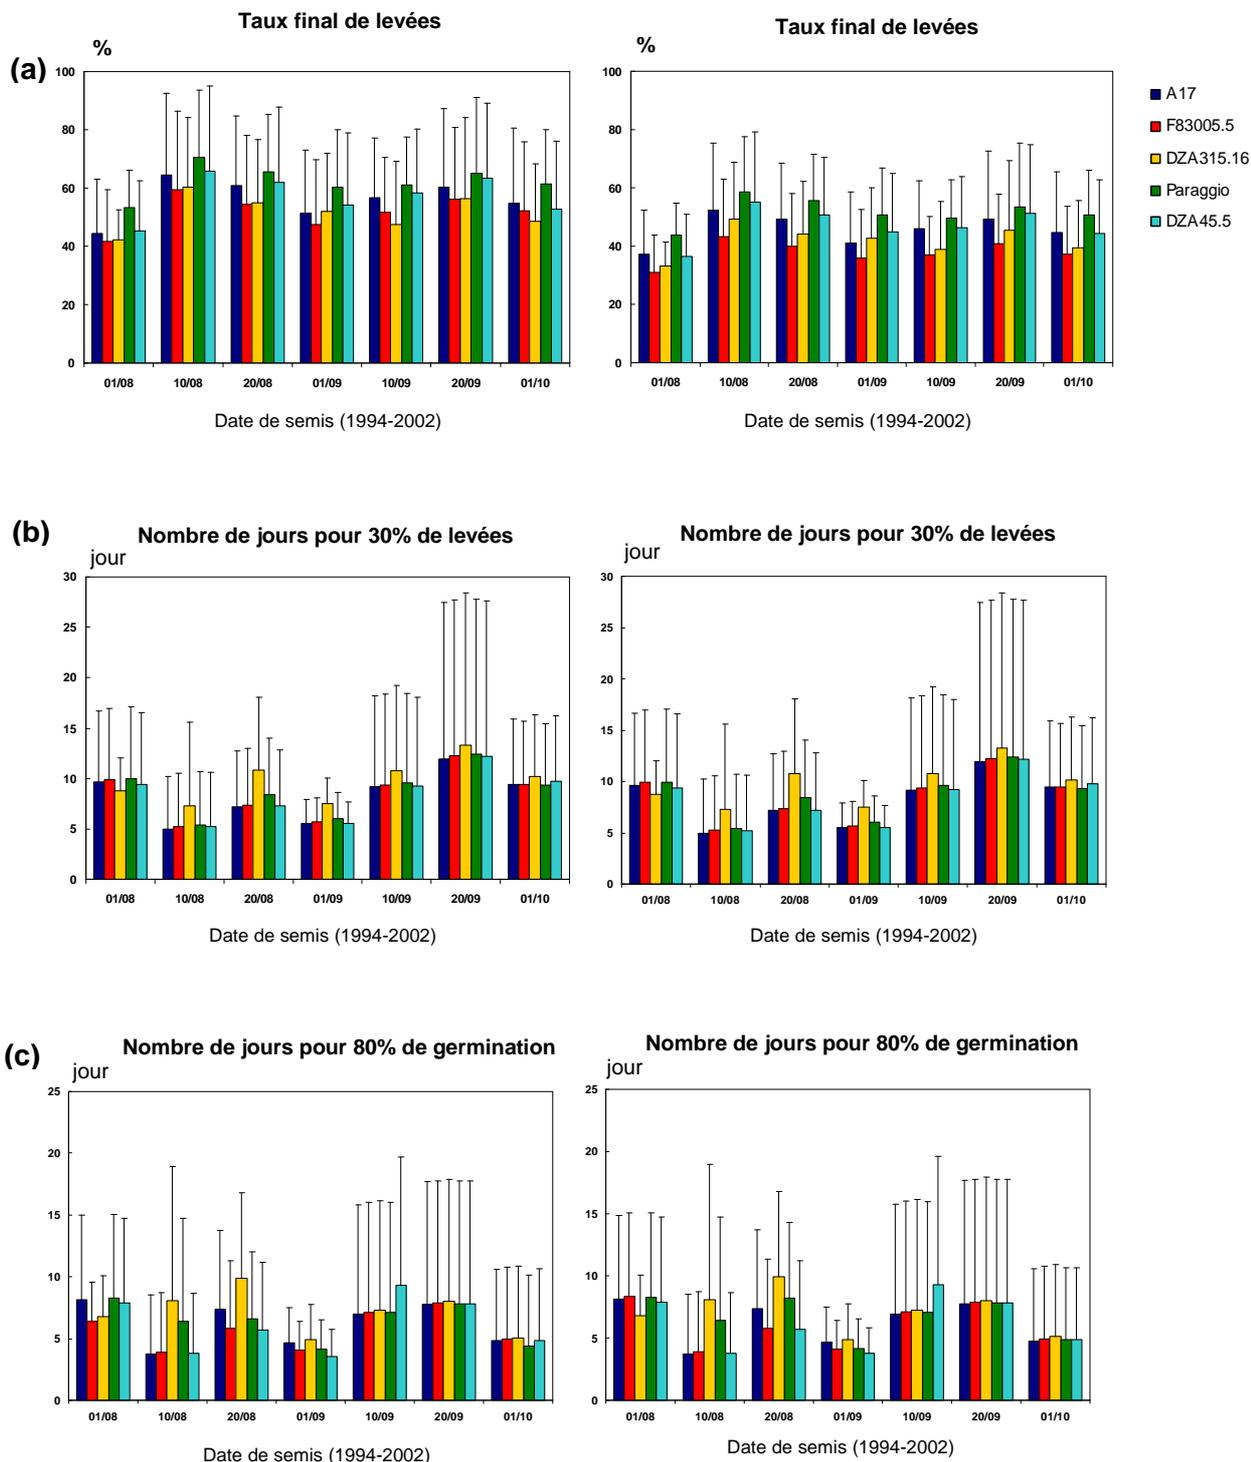 Taux final de levées
Taux final de levées
%
%
(a)
100
80
60
40
20
0
01/08 10/08 20/08 01/09 10/09 20/09 01/10
Date de semis (1994-2002)
100
80
60
40
20
0
01/08 10/08 20/08 01/09 10/09 20/09 01/10
Date de semis (1994-2002)
A17
F83005.5
DZA315.16
Paraggio
DZA45.5
(b)
Nombre de jours pour 30% de levées
jour
30
25
20
15
10
5
0
01/08 10/08 20/08 01/09 10/09 20/09 01/10
Date de semis (1994-2002)
Nombre de jours pour 30% de levées
jour
30
25
20
15
10
5
0
01/08 10/08 20/08 01/09 10/09 20/09 01/10
Date de semis (1994-2002)
(c)
Nombre de jours pour 80% de germination
jour
25
20
15
10
5
0
01/08 10/08 20/08 01/09 10/09 20/09 01/10
Date de semis (1994-2002)
Nombre de jours pour 80% de germination
jour
25
20
15
10
5
0
01/08 10/08 20/08 01/09 10/09 20/09 01/10
Date de semis (1994-2002)